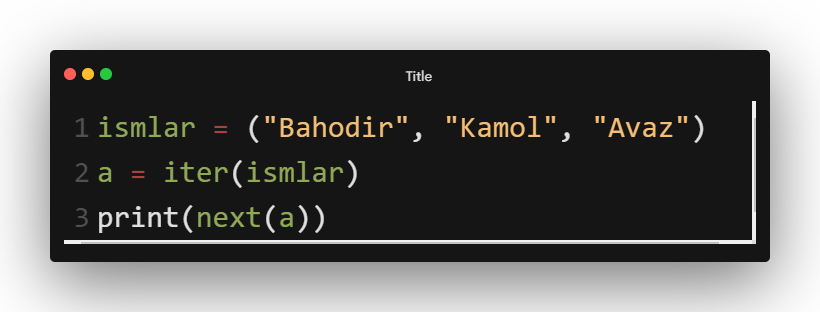 Title
1 ismlar = ("Bahodir", "Kamol", "Avaz")
2 a = iter(ismlar)
3 print(next(a))